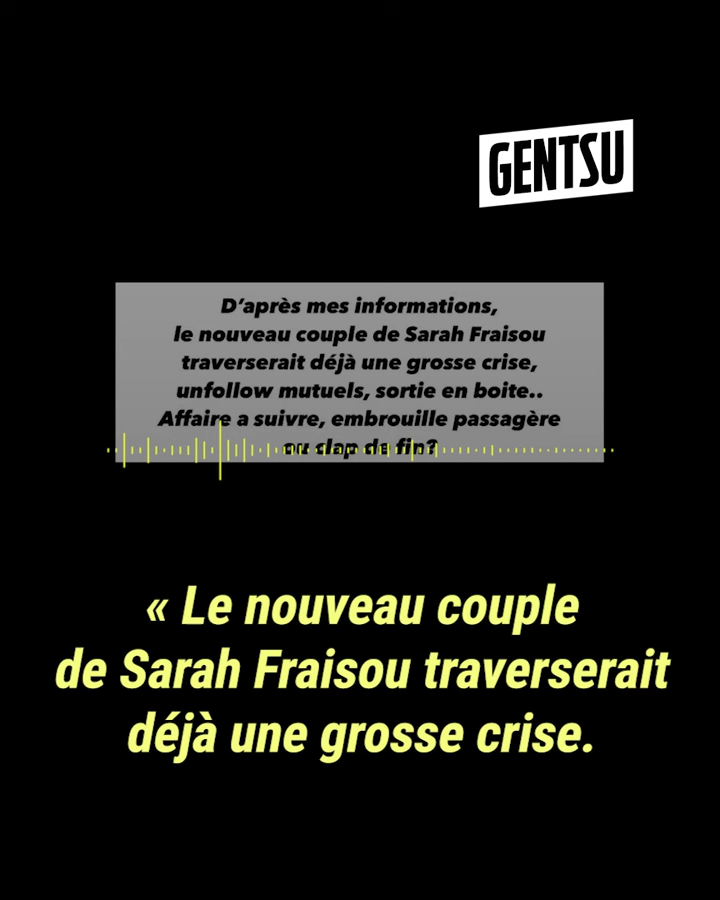 GENTSU
D’après mes informations,
le nouveau couple de Sarah Fraisou
traverserait déjà une grosse crise,
unfollow mutuels, sortie en boite..
Affaire a suivre, embrouille passagère
ou clap de fin?
« Le nouveau couple
de Sarah Fraisou traverserait
déjà une grosse crise.